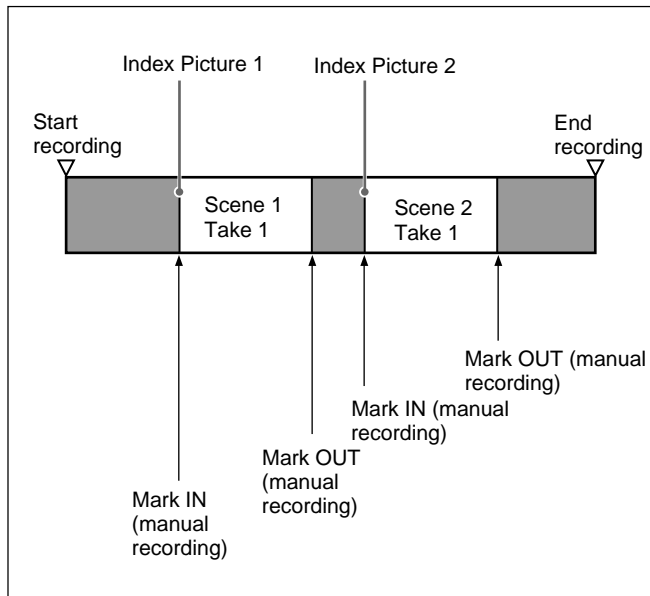 Index Picture 1
Index Picture 2
Start
recording
End
recording
Scene 1
Take 1
Scene 2
Take 1
Mark OUT (manual
recording)
Mark IN (manual
recording)
Mark OUT
(manual
recording)
Mark IN
(manual
recording)